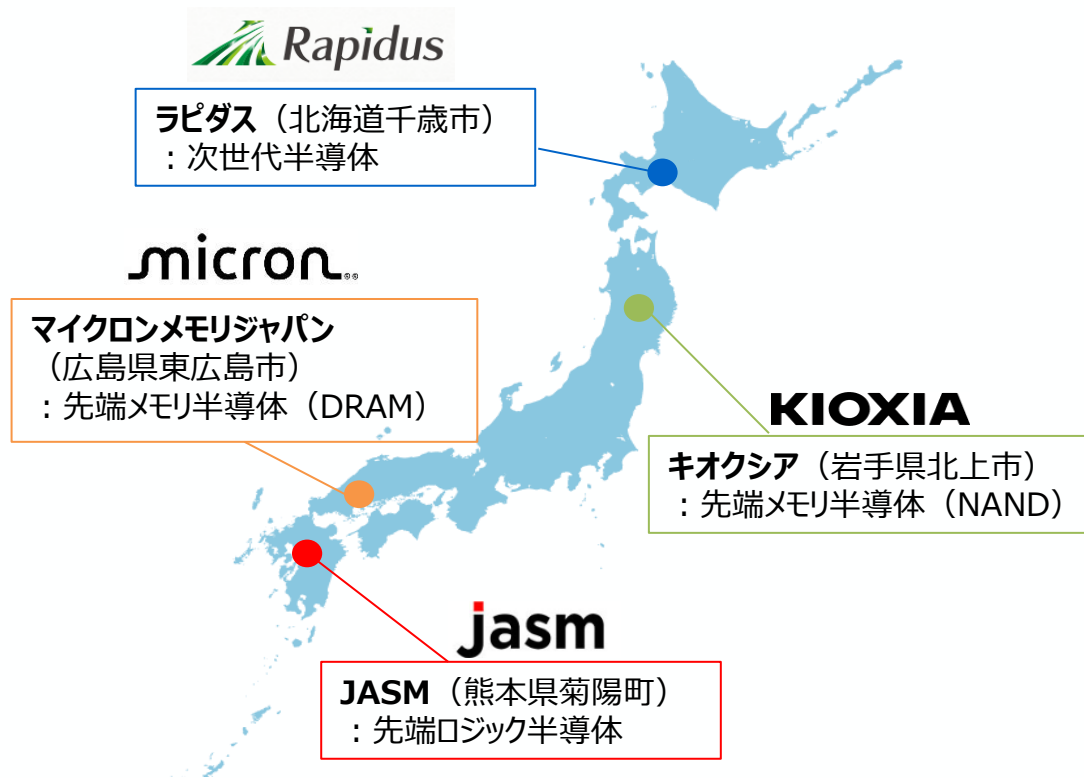 Rapidus
ラピダス（北海道千歳市）
：次世代半導体
micron
マイクロンメモリジャパン
（広島県東広島市）
：先端メモリ半導体（DRAM）
KIOXIA
キオクシア（岩手県北上市）
：先端メモリ半導体（NAND）
jasm
JASM（熊本県菊陽町）
：先端ロジック半導体